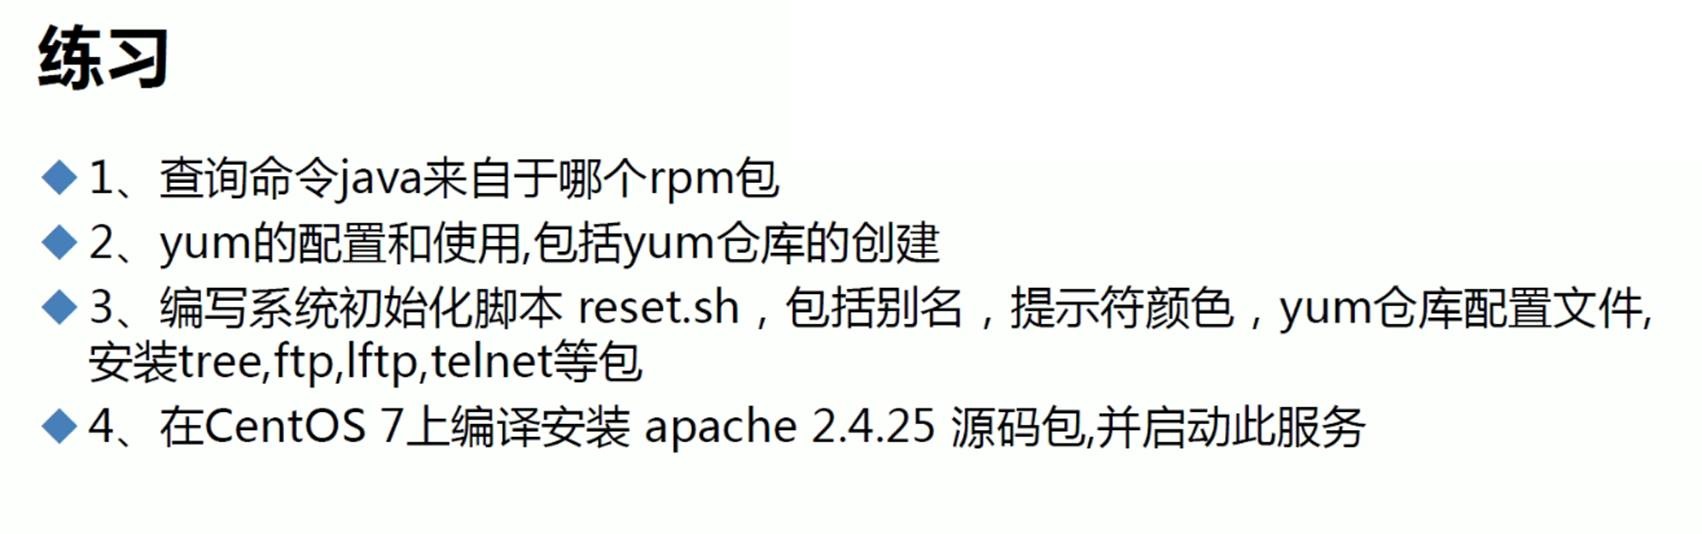 练习
◆1、查询命令java来自于哪个rpm包
◆2、yum的配置和使用,包括yum仓库的创建
◆3、编写系统初始化脚本 reset.sh，包括别名，提示符颜色，yum仓库配置文件,
安装tree,ftp,lftp,telnet等包
◆4、在CentOS 7上编译安装 apache 2.4.25 源码包,并启动此服务